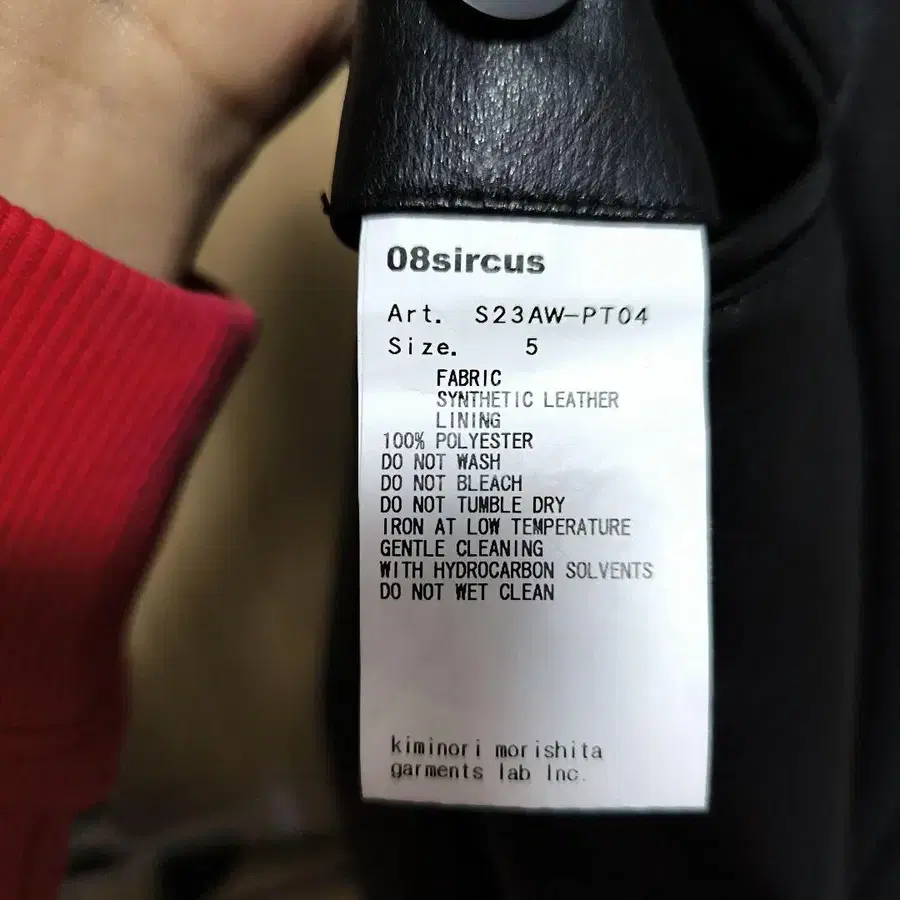 08sircus
Art. S23AW-PT04
Size. 5
FABRIC
SYNTHETIC LEATHER
LINING
100% POLYESTER
DO NOT WASH
DO NOT BLEACH
DO NOT TUMBLE DRY
IRON AT LOW TEMPERATURE
GENTLE CLEANING
WITH HYDROCARBON SOLVENTS
DO NOT WET CLEAN
kiminori morishita
garments lab Inc.